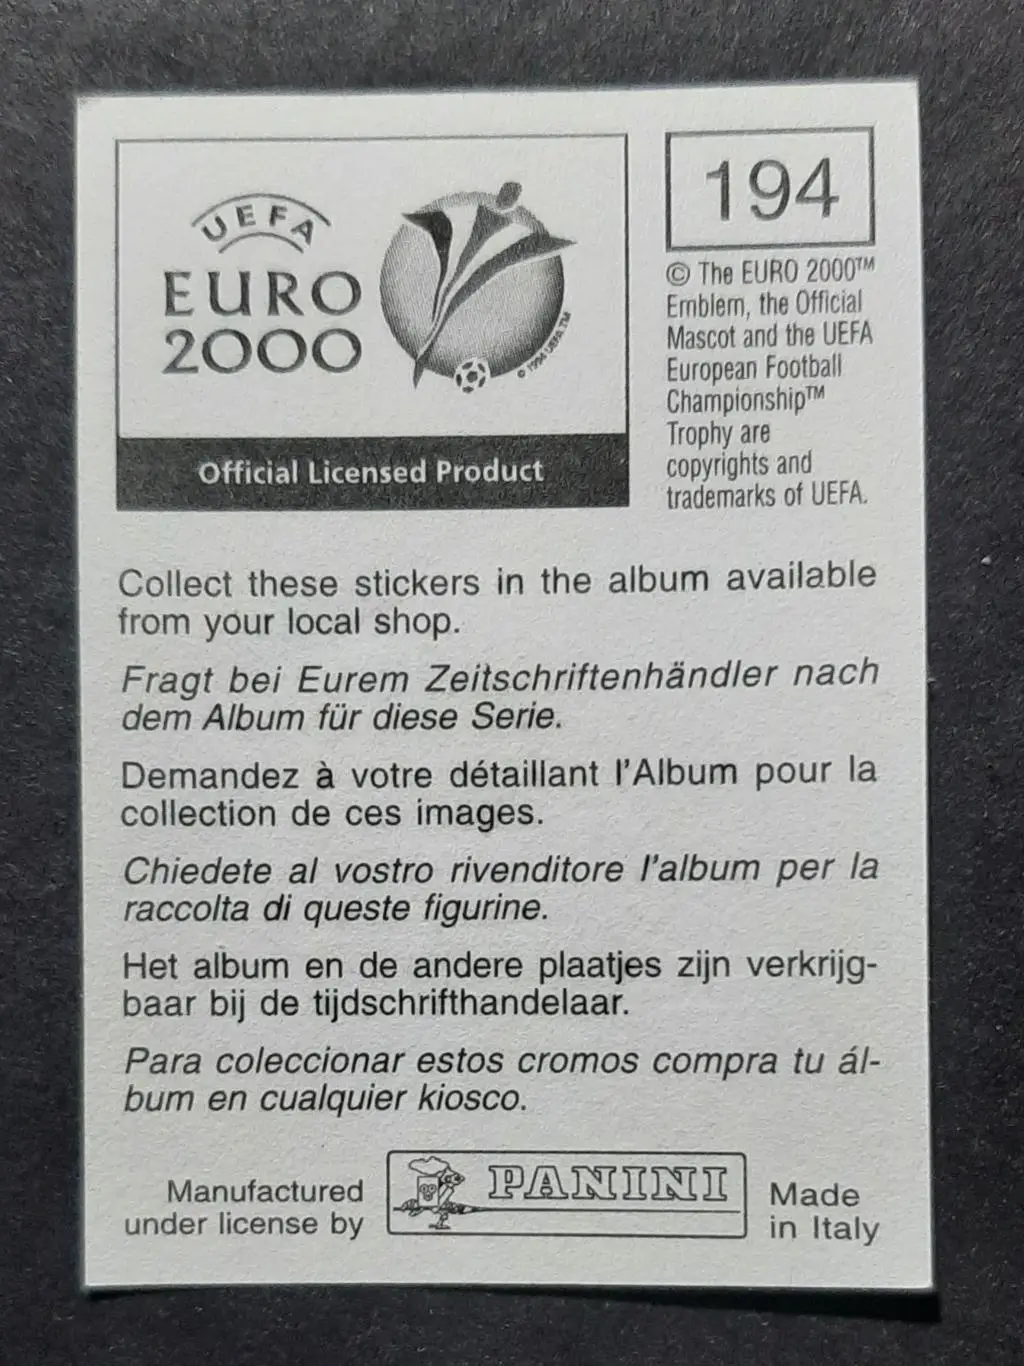 UEFA
EURO
2000
© 1994 UEFA TM
Official Licensed Product
194
© The EURO 2000™
Emblem, the Official
Mascot and the UEFA
European Football
Championship™
Trophy are
copyrights and
trademarks of UEFA.
Collect these stickers in the album available
from your local shop.
Fragt bei Eurem Zeitschriftenhändler nach
dem Album für diese Serie.
Demandez à votre détaillant l'Album pour la
collection de ces images.
Chiedete al vostro rivenditore l'album per la
raccolta di queste figurine.
Het album en de andere plaatjes zijn verkrijg-
baar bij de tijdschrifthandelaar.
Para coleccionar estos cromos compra tu ál-
bum en cualquier kiosco.
Manufactured
under license by
PANINI
Made
in Italy